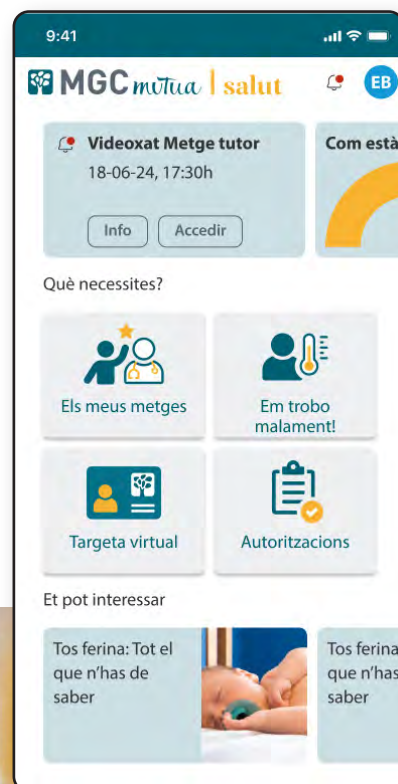 9:41
MGC mutua | salut
EB
Videoxat Metge tutor
18-06-24, 17:30h
Info
Accedir
Com està
Què necessites?
Els meus metges
Em trobo
malament!
Targeta virtual
Autoritzacions
Et pot interessar
Tos ferina: Tot el
que n'has de
saber
Tos ferina
que n'has
saber